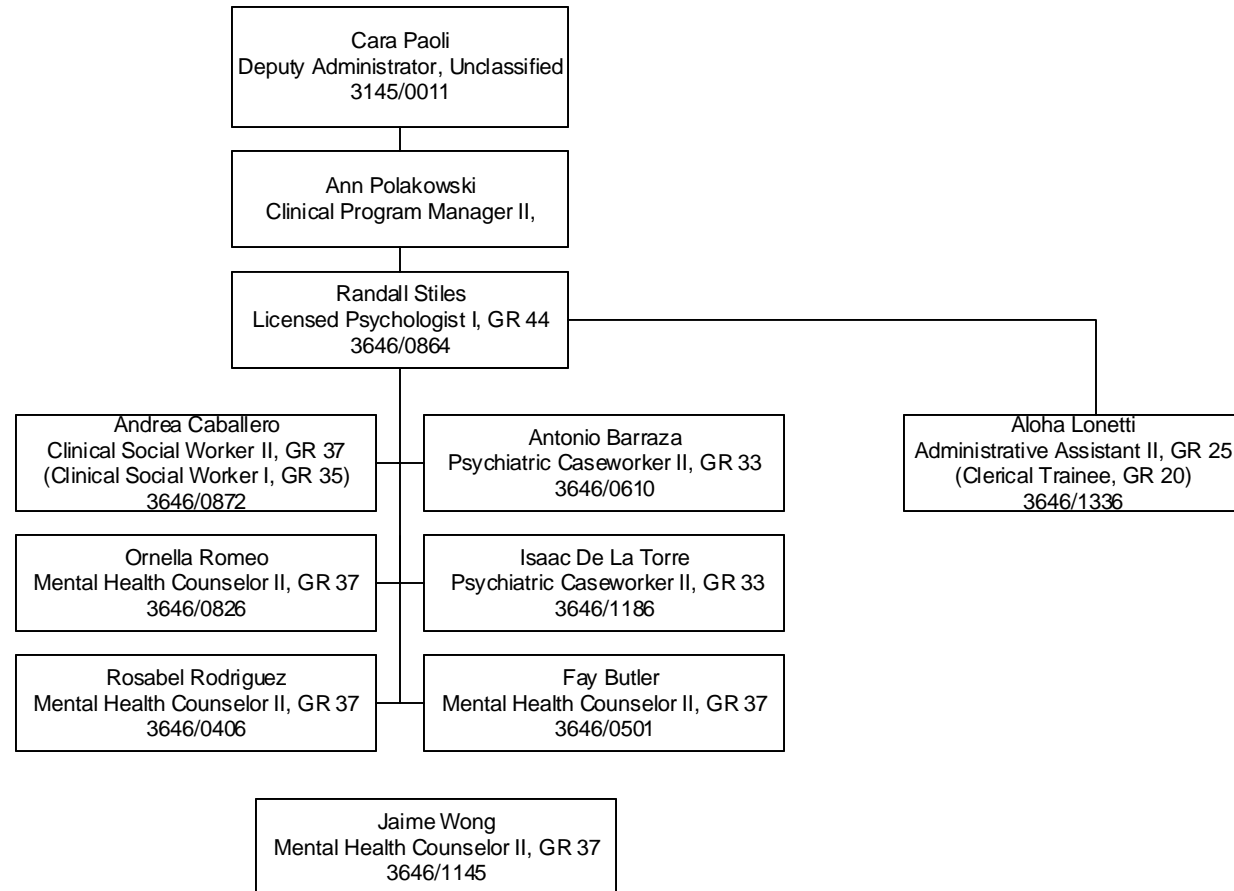 Cara Paoli
Deputy Administrator, Unclassified
3145/0011
Ann Polakowski
Clinical Program Manager II,
Randall Stiles
Licensed Psychologist I, GR 44
3646/0864
Andrea Caballero
Clinical Social Worker II, GR 37
(Clinical Social Worker I, GR 35)
3646/0872
Antonio Barraza
Psychiatric Caseworker II, GR 33
3646/0610
Aloha Lonetti
Administrative Assistant II, GR 25
(Clerical Trainee, GR 20)
3646/1336
Ornella Romeo
Mental Health Counselor II, GR 37
3646/0826
Isaac De La Torre
Psychiatric Caseworker II, GR 33
3646/1186
Rosabel Rodriguez
Mental Health Counselor II, GR 37
3646/0406
Fay Butler
Mental Health Counselor II, GR 37
3646/0501
Jaime Wong
Mental Health Counselor II, GR 37
3646/1145